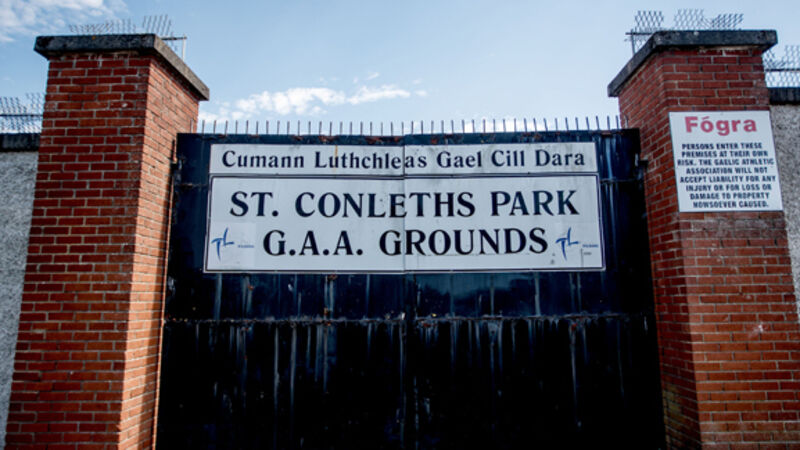 Cumann Luthchleas Gael Cill Dara
ST. CONLETHS PARK
G.A.A. GROUNDS
Fógra
PERSONS ENTER THESE
PREMISES AT THEIR OWN
RISK. THE GAELIC ATHLETIC
ASSOCIATION WILL NOT
ACCEPT LIABILITY FOR ANY
INJURY OR FOR LOSS OR
DAMAGE TO PROPERTY
HOWSOEVER CAUSED.